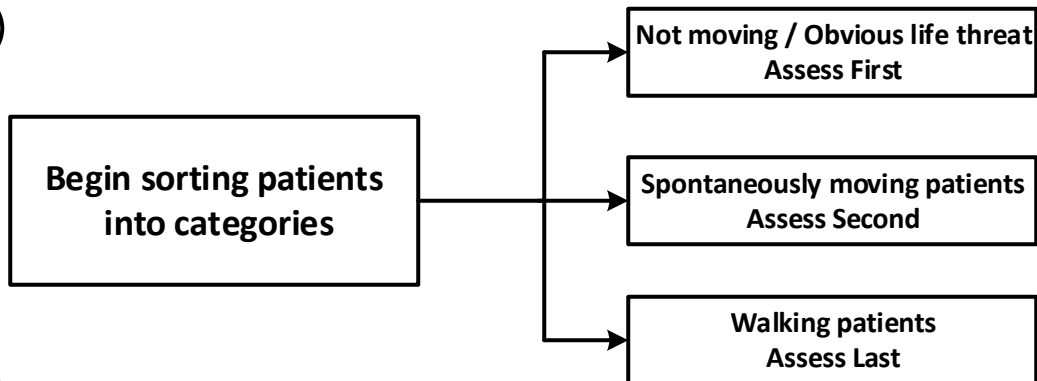 Begin sorting patients
into categories
Not moving / Obvious life threat
Assess First
Spontaneously moving patients
Assess Second
Walking patients
Assess Last